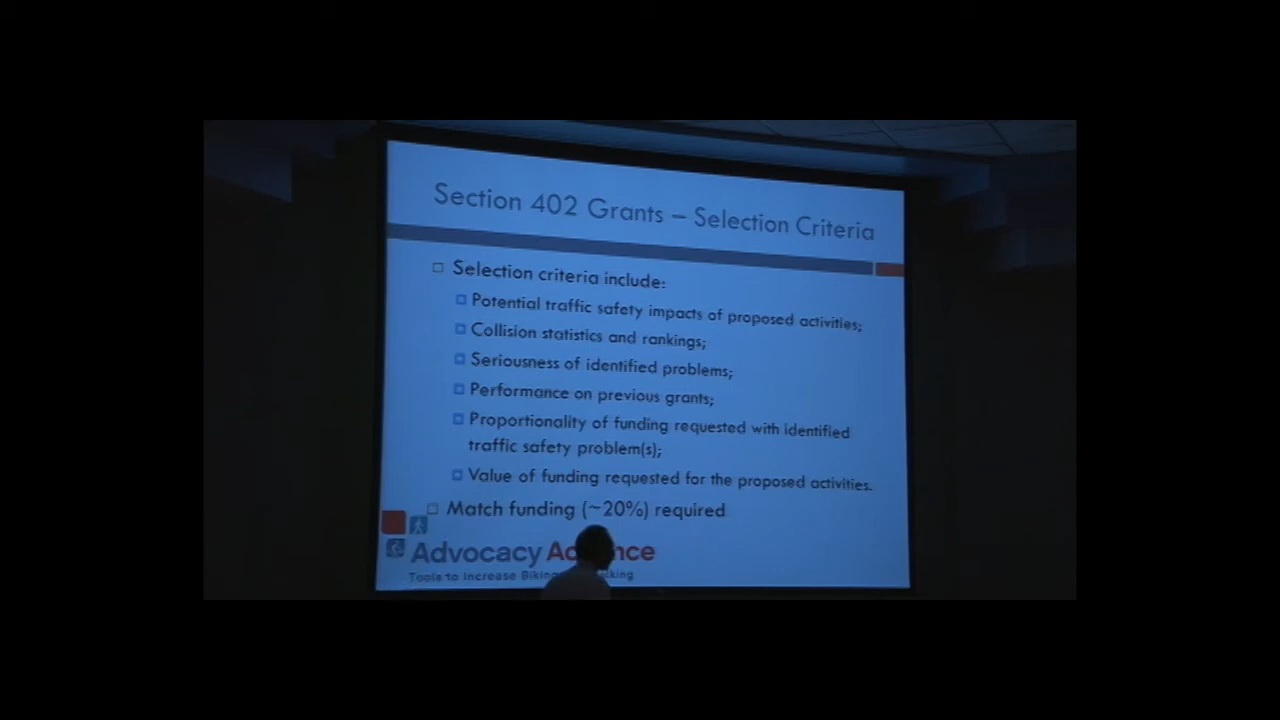 Section 402 Grants – Selection Criteria
Selection criteria include:
Potential traffic safety impacts of proposed activities;
Collision statistics and rankings;
Seriousness of identified problems;
Performance on previous grants;
Proportionality of funding requested with identified
traffic safety problem(s);
Value of funding requested for the proposed activities.
Match funding (~20%) required
Advocacy
Tools to Increase